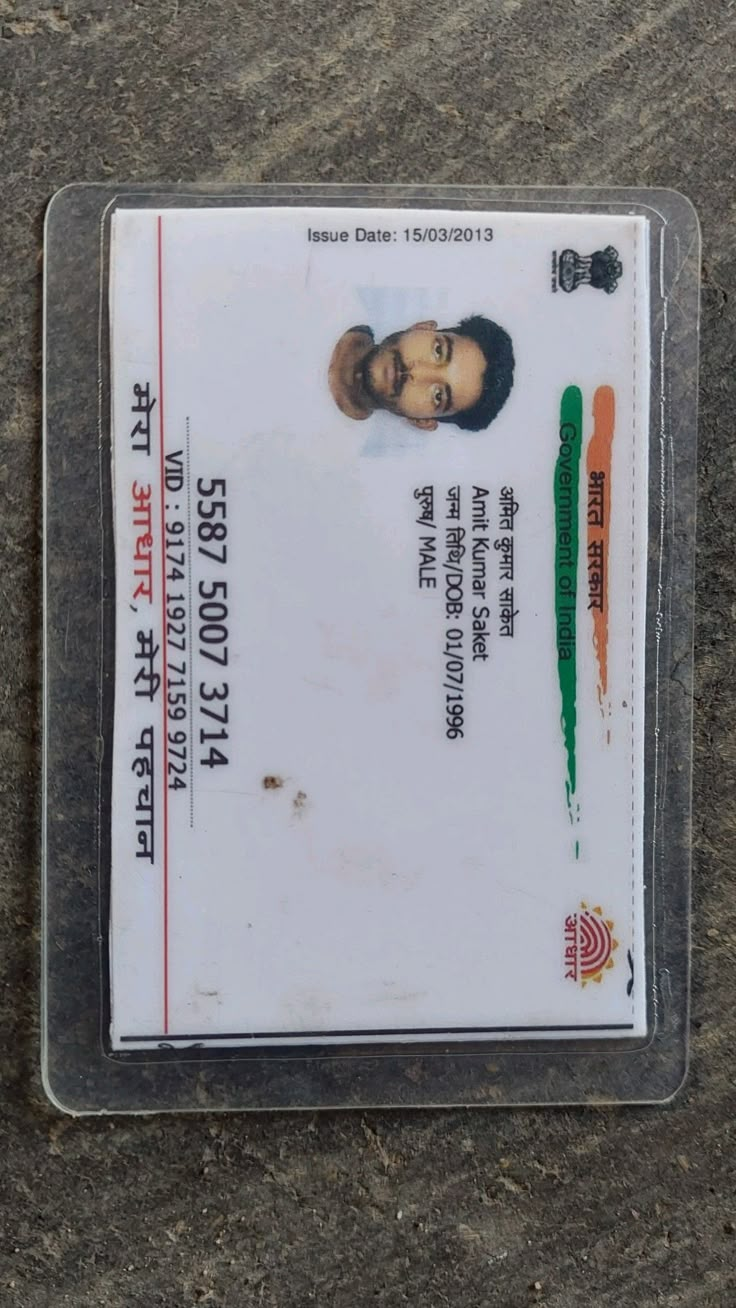 भारत सरकार
Government of India
Issue Date: 15/03/2013
अमित कुमार साकेत
Amit Kumar Saket
जन्म तिथि/DOB: 01/07/1996
पुरुष/ MALE
आधार
5587 5007 3714
VID : 9174 1927 7159 9724
मेरा आधार, मेरी पहचान